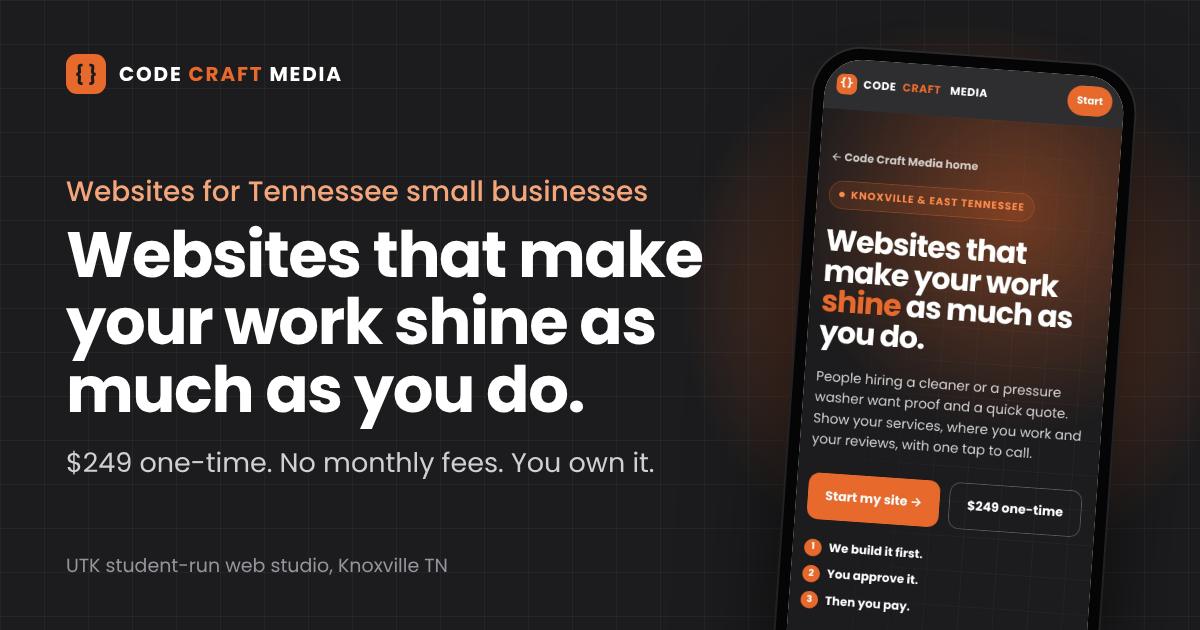 {} CODE CRAFT MEDIA
Websites for Tennessee small businesses
Websites that make
your work shine as
much as you do.
$249 one-time. No monthly fees. You own it.
UTK student-run web studio, Knoxville TN
{} CODE CRAFT MEDIA
Start
← Code Craft Media home
KNOXVILLE & EAST TENNESSEE
Websites that
make your work
shine as much as
you do.
People hiring a cleaner or a pressure
washer want proof and a quick quote.
Show your services, where you work and
your reviews, with one tap to call.
Start my site →
$249 one-time
1 We build it first.
2 You approve it.
3 Then you pay.